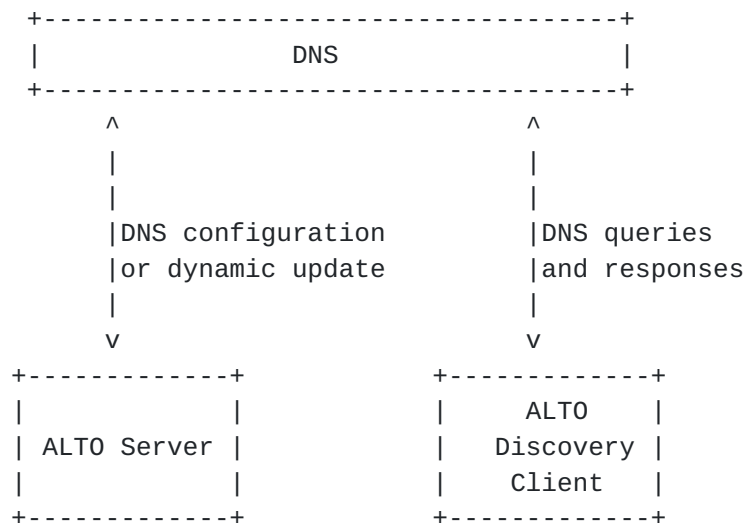 DNS
DNS configuration
or dynamic update
DNS queries
and responses
ALTO Server
ALTO
Discovery
Client